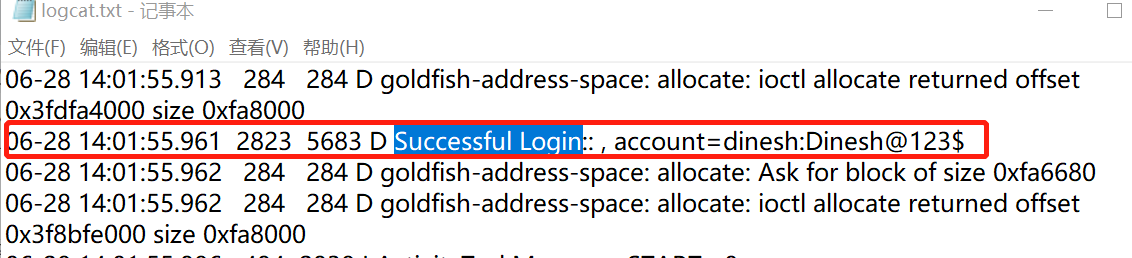 logcat.txt - 记事本
文件(F) 编辑(E) 格式(O) 查看(V) 帮助(H)
06-28 14:01:55.913 284 284 D goldfish-address-space: allocate: ioctl allocate returned offset
0x3fdfa4000 size 0xfa8000
06-28 14:01:55.961 2823 5683 D Successful Login:: , account=dinesh:Dinesh@123$
06-28 14:01:55.962 284 284 D goldfish-address-space: allocate: Ask for block of size 0xfa6680
06-28 14:01:55.962 284 284 D goldfish-address-space: allocate: ioctl allocate returned offset
0x3f8bfe000 size 0xfa8000